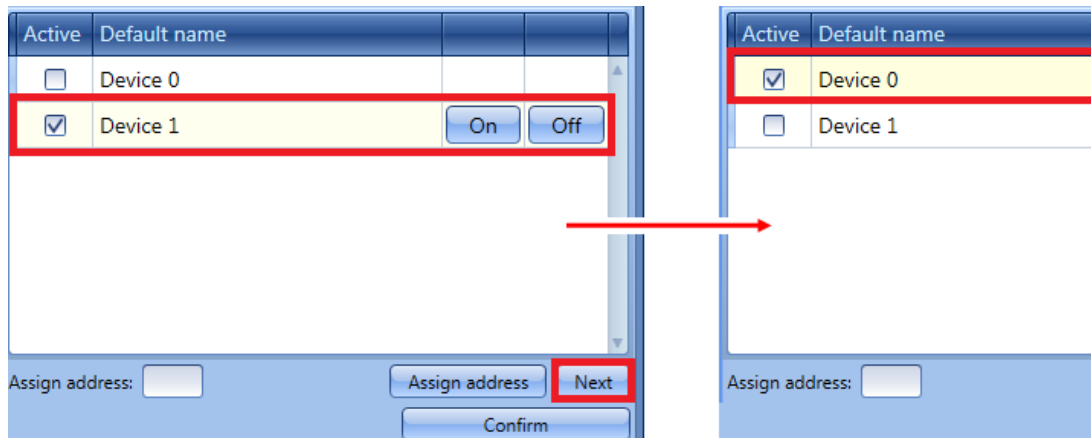 Active Default name
Device 0
Device 1 On Off
Assign address: Assign address Next
Confirm
Active Default name
Device 0
Device 1
Assign address: